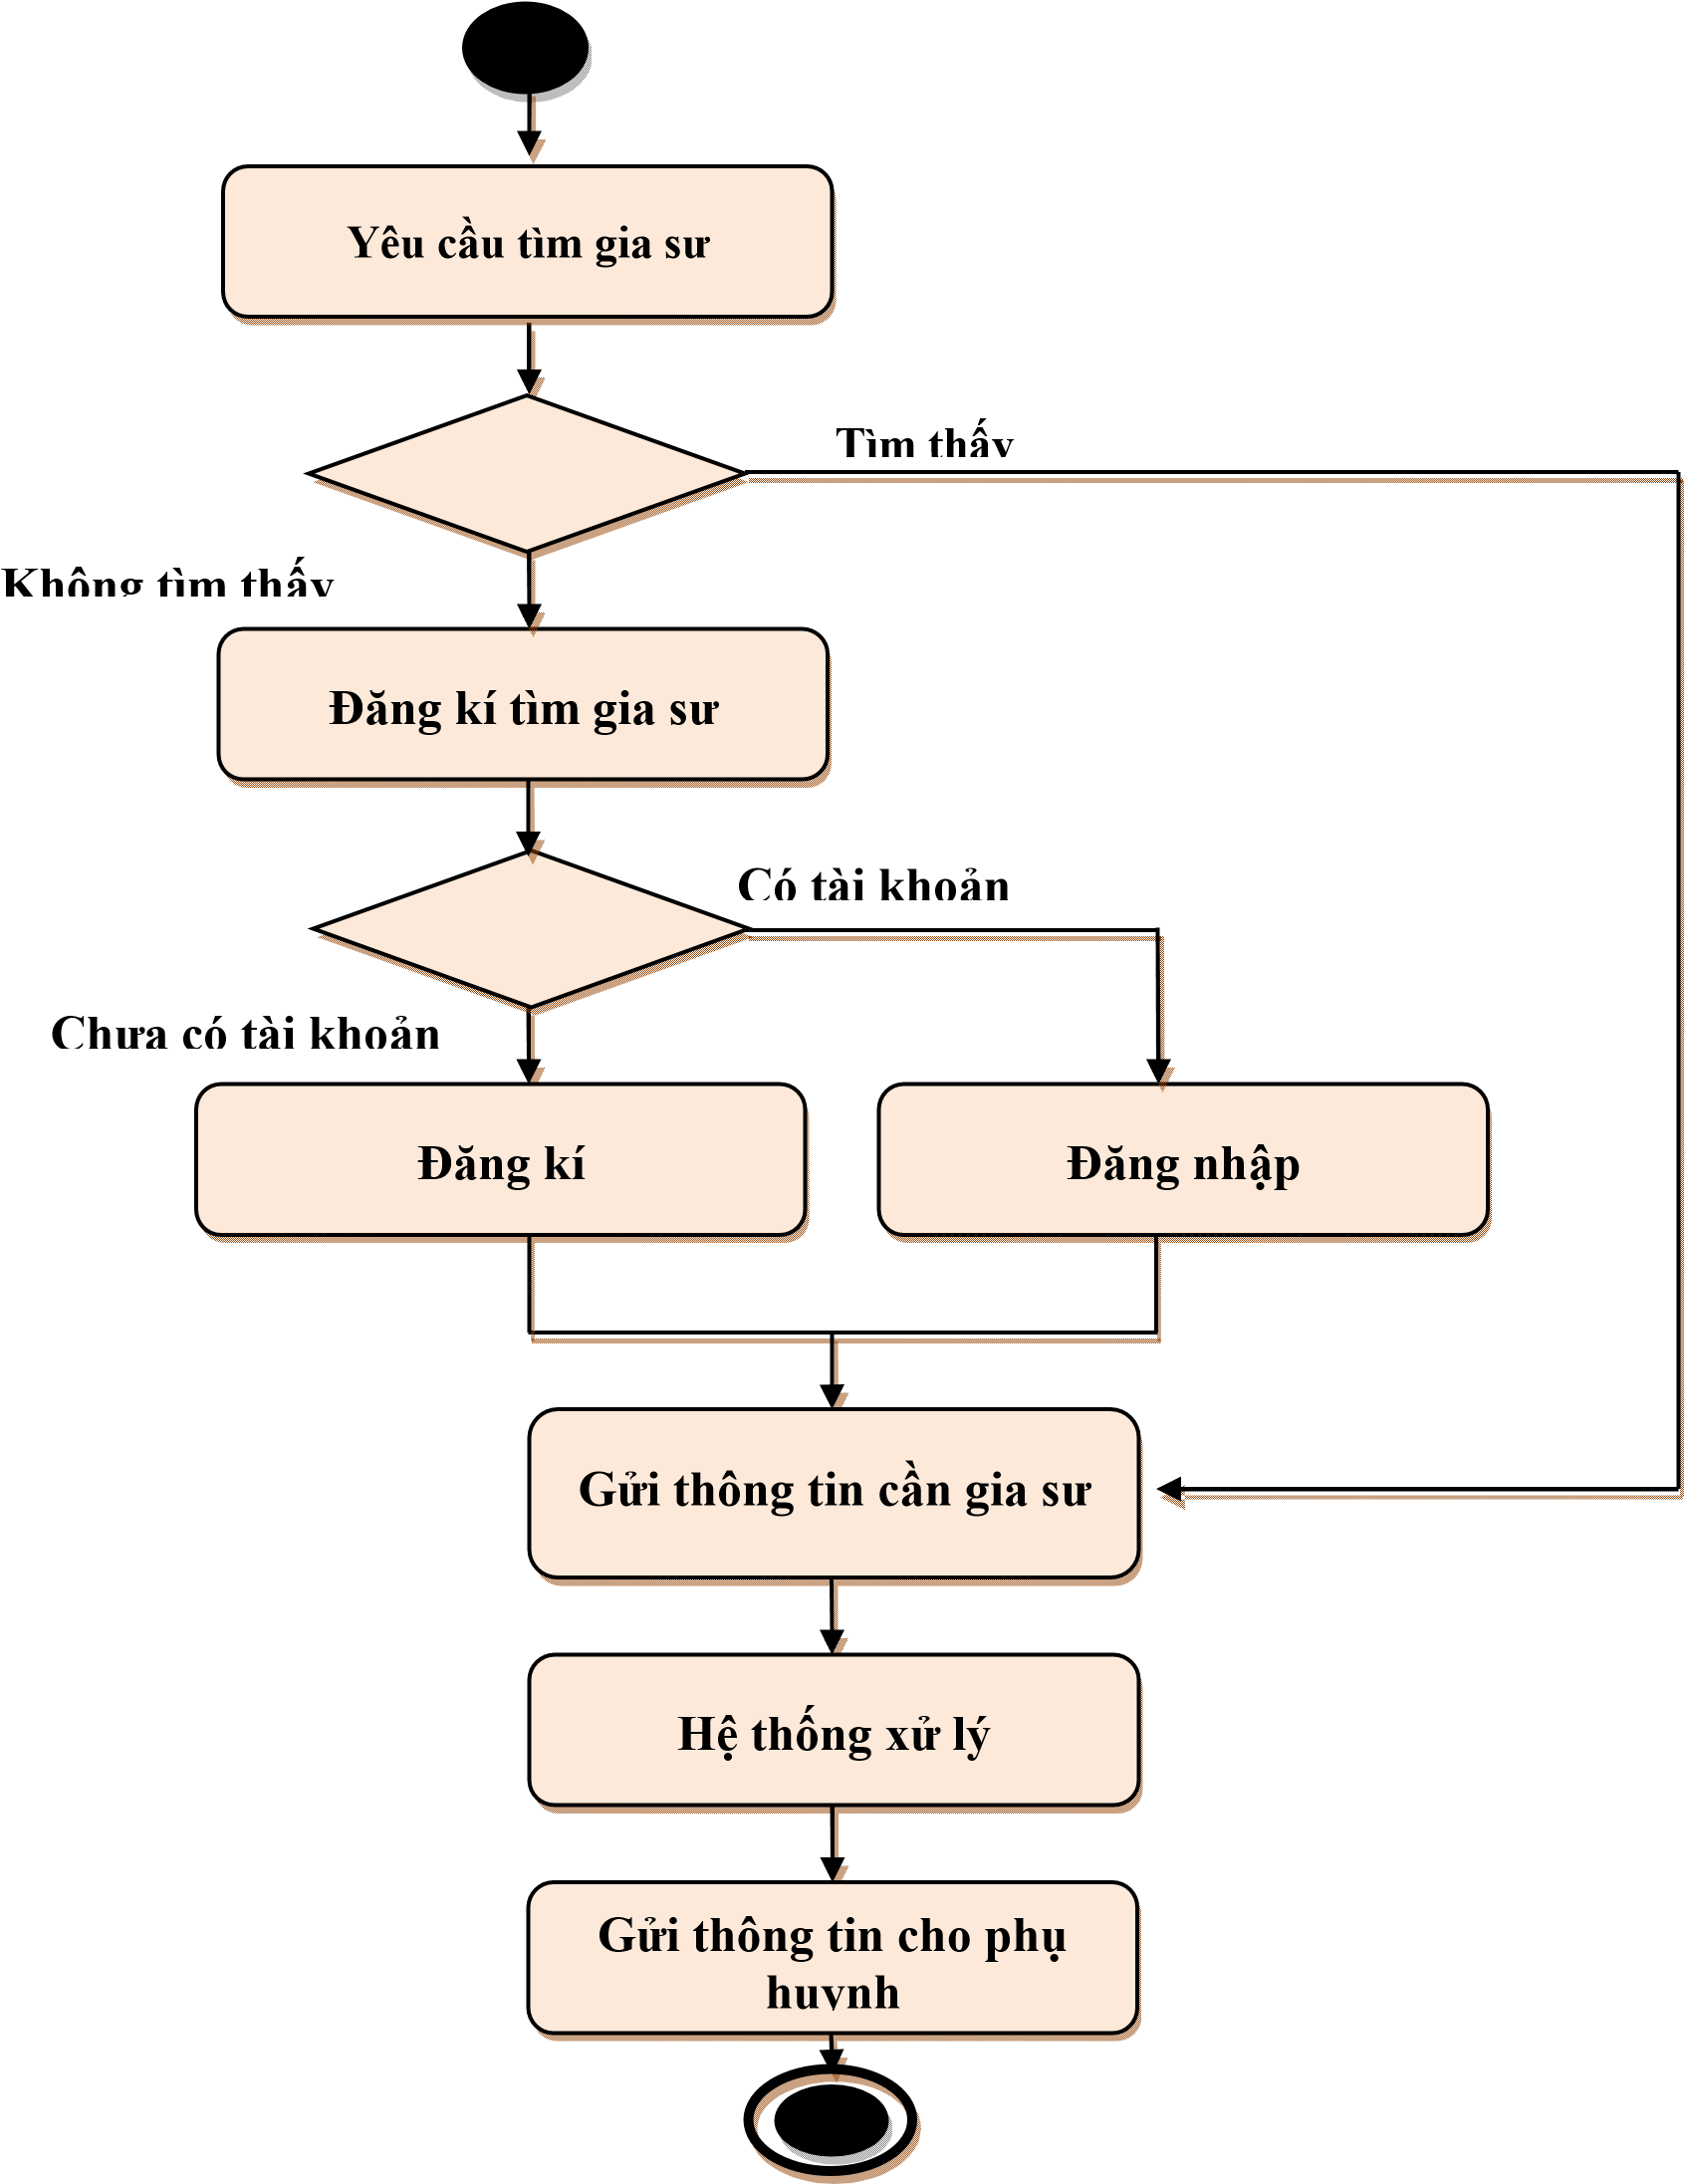 Yêu cầu tìm gia sư
Tìm thấy
Không tìm thấy
Đăng kí tìm gia sư
Có tài khoản
Chưa có tài khoản
Đăng kí
Đăng nhập
Gửi thông tin cần gia sư
Hệ thống xử lý
Gửi thông tin cho phụ
huynh